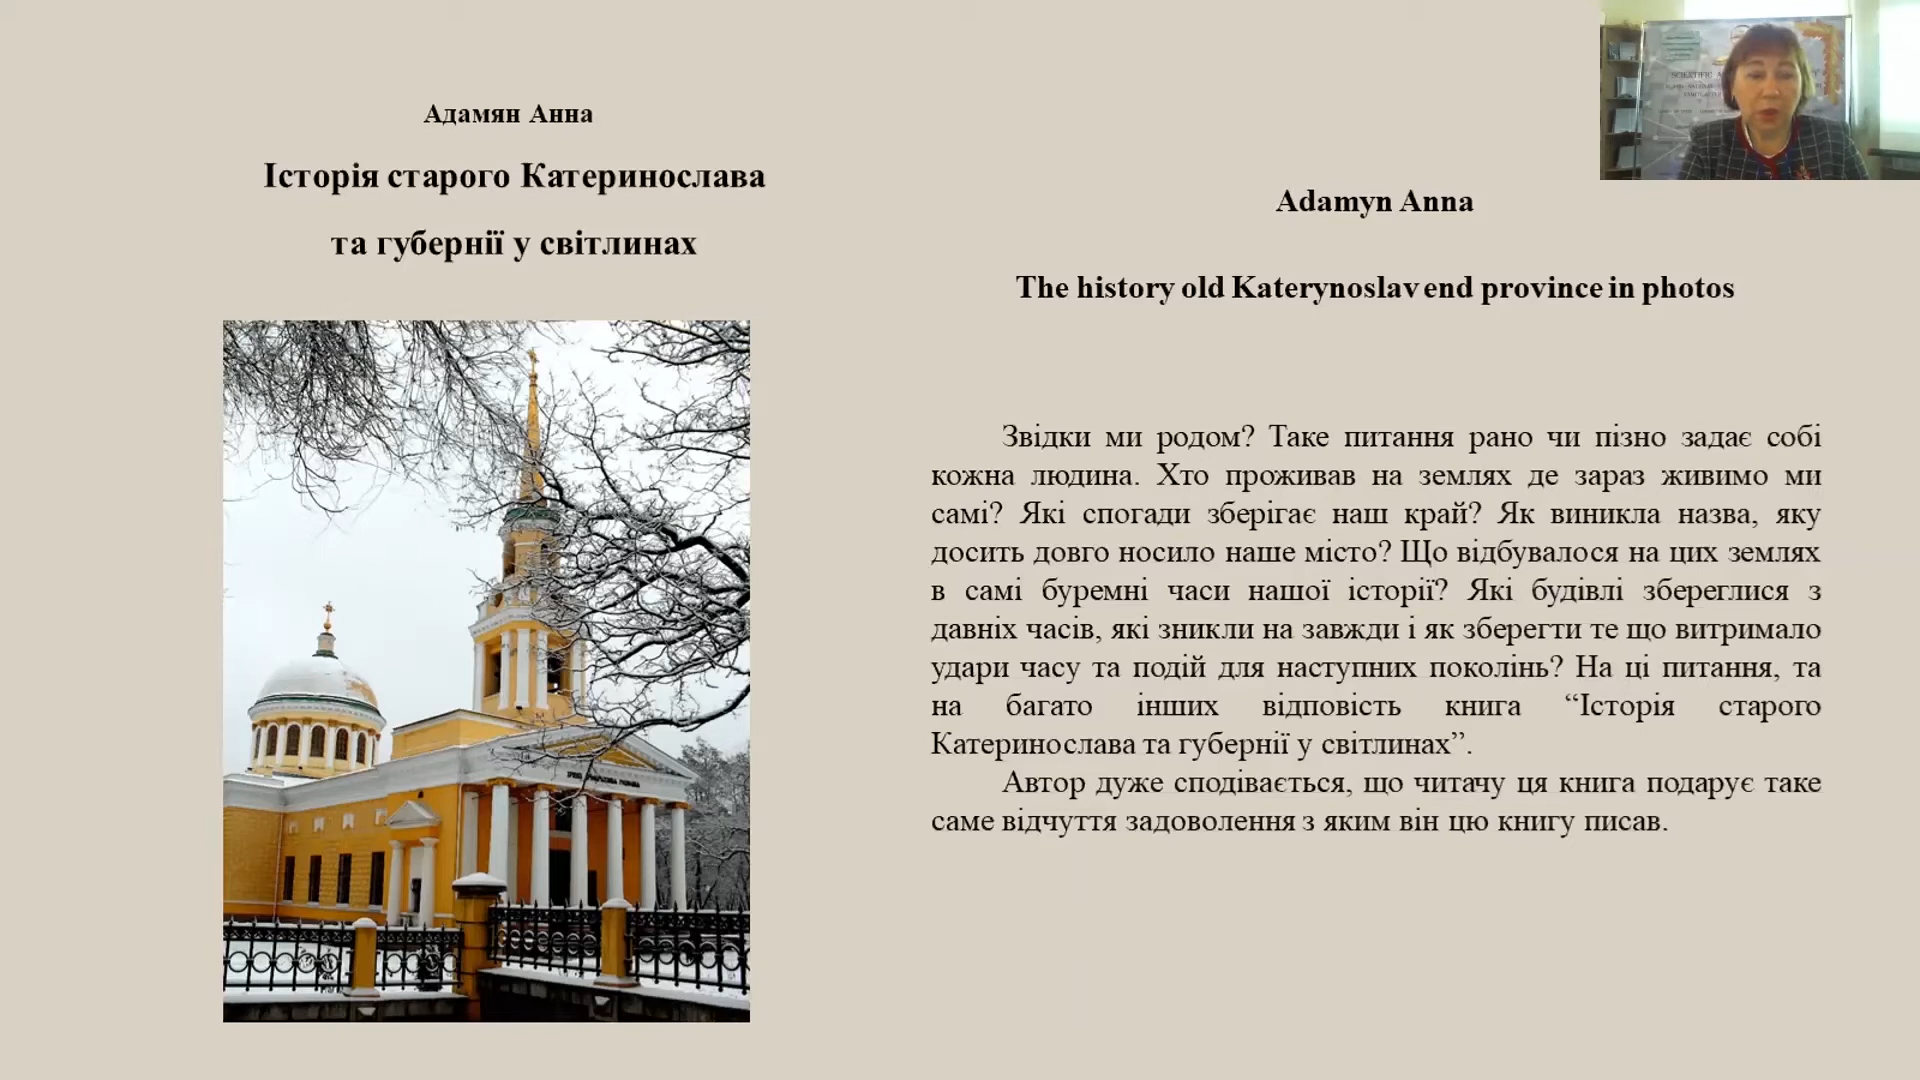 Адамян Анна
Історія старого Катеринослава
та губернії у світлинах
Adamyn Anna
The history old Katerynoslav end province in photos
Звідки ми родом? Таке питання рано чи пізно задає собі
кожна людина. Хто проживав на землях де зараз живимо ми
самі? Які спогади зберігає наш край? Як виникла назва, яку
досить довго носило наше місто? Що відбувалося на цих землях
в самі буремні часи нашої історії? Які будівлі збереглися з
давніх часів, які зникли на завжди і як зберегти те що витримало
удари часу та подій для наступних поколінь? На ці питання, та
на багато інших відповість книга “Історія старого
Катеринослава та губернії у світлинах”.
Автор дуже сподівається, що читачу ця книга подарує таке
саме відчуття задоволення з яким він цю книгу писав.
SCIENTIFIC